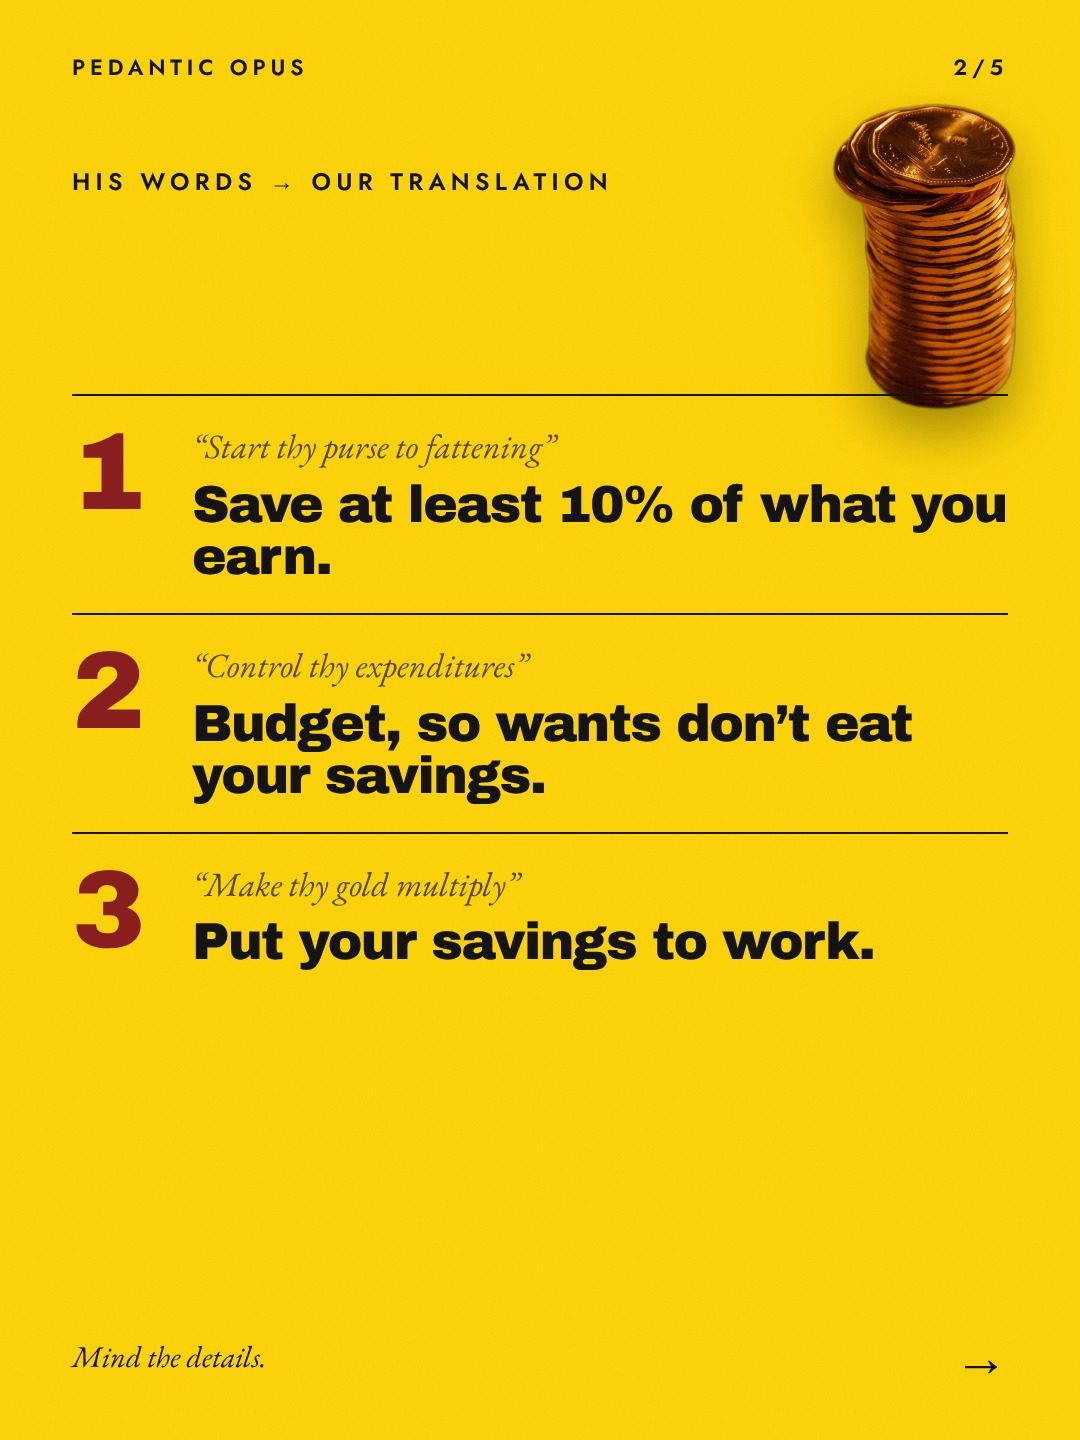 PEDANTIC OPUS
2/5
HIS WORDS → OUR TRANSLATION
CANADA
1
“Start thy purse to fattening”
Save at least 10% of what you
earn.
2
“Control thy expenditures”
Budget, so wants don’t eat
your savings.
3
“Make thy gold multiply”
Put your savings to work.
Mind the details.
→